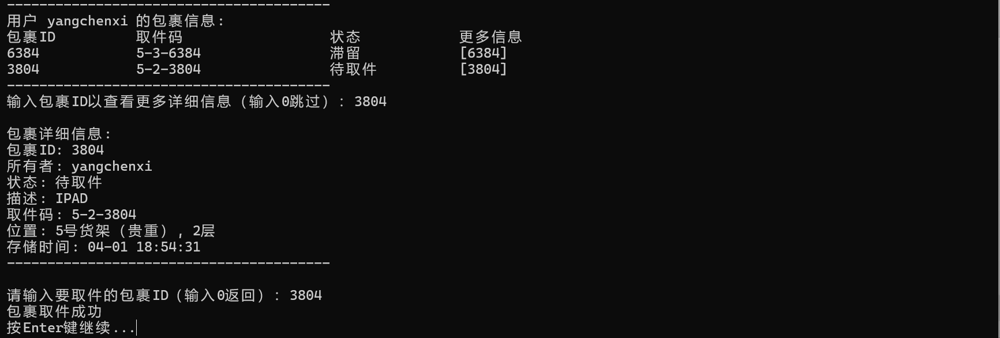 ----------------------------------------
用户 yangchenxi 的包裹信息:
包裹ID 取件码 状态 更多信息
6384 5-3-6384 滞留 [6384]
3804 5-2-3804 待取件 [3804]
----------------------------------------
输入包裹ID以查看更多详细信息（输入0跳过）: 3804
包裹详细信息:
包裹ID: 3804
所有者: yangchenxi
状态: 待取件
描述: IPAD
取件码: 5-2-3804
位置: 5号货架（贵重）, 2层
存储时间: 04-01 18:54:31
----------------------------------------
请输入要取件的包裹ID（输入0返回）: 3804
包裹取件成功
按Enter键继续...